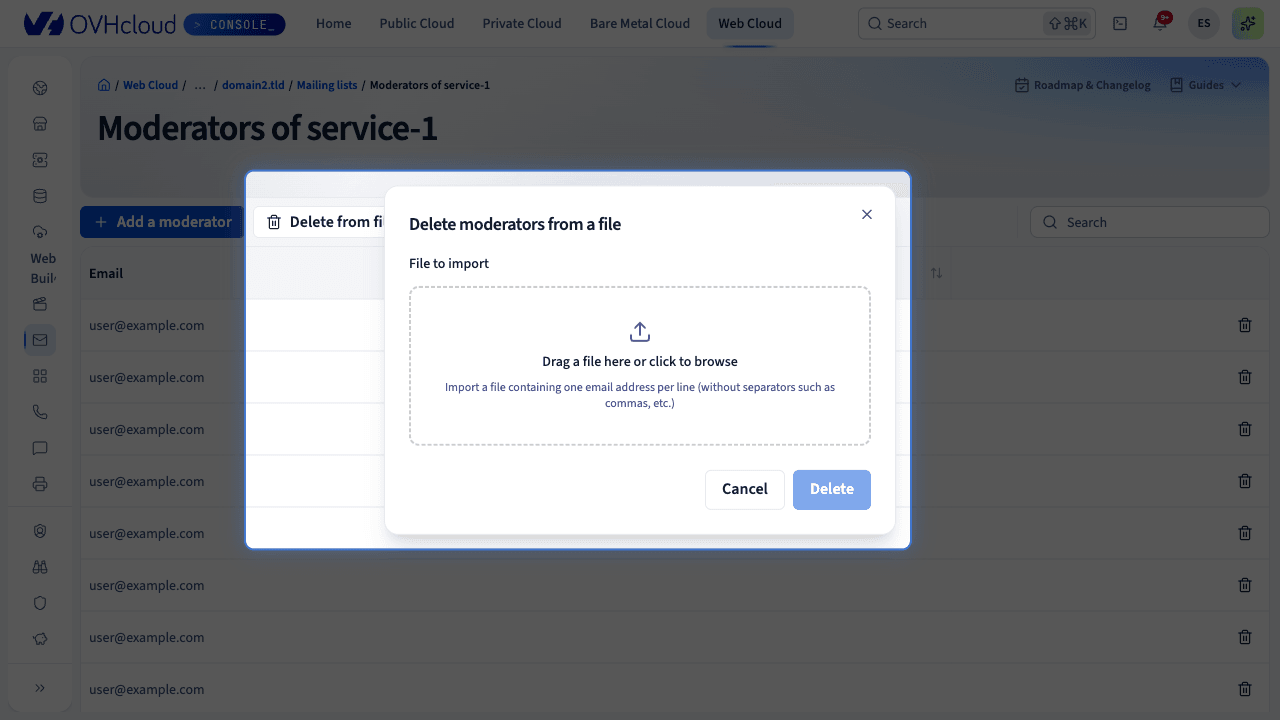 OVHcloud > CONSOLE_ Home Public Cloud Private Cloud Bare Metal Cloud Web Cloud Search ⇧⌘K 9+ ES
/ Web Cloud / ... / domain2.tld / Mailing lists / Moderators of service-1 Roadmap & Changelog Guides
Moderators of service-1
+ Add a moderator Delete from fi Search
Web
Buil
Email
user@example.com
user@example.com
user@example.com
user@example.com
user@example.com
user@example.com
user@example.com
user@example.com
Delete moderators from a file
File to import
Drag a file here or click to browse
Import a file containing one email address per line (without separators such as
commas, etc.)
Cancel Delete